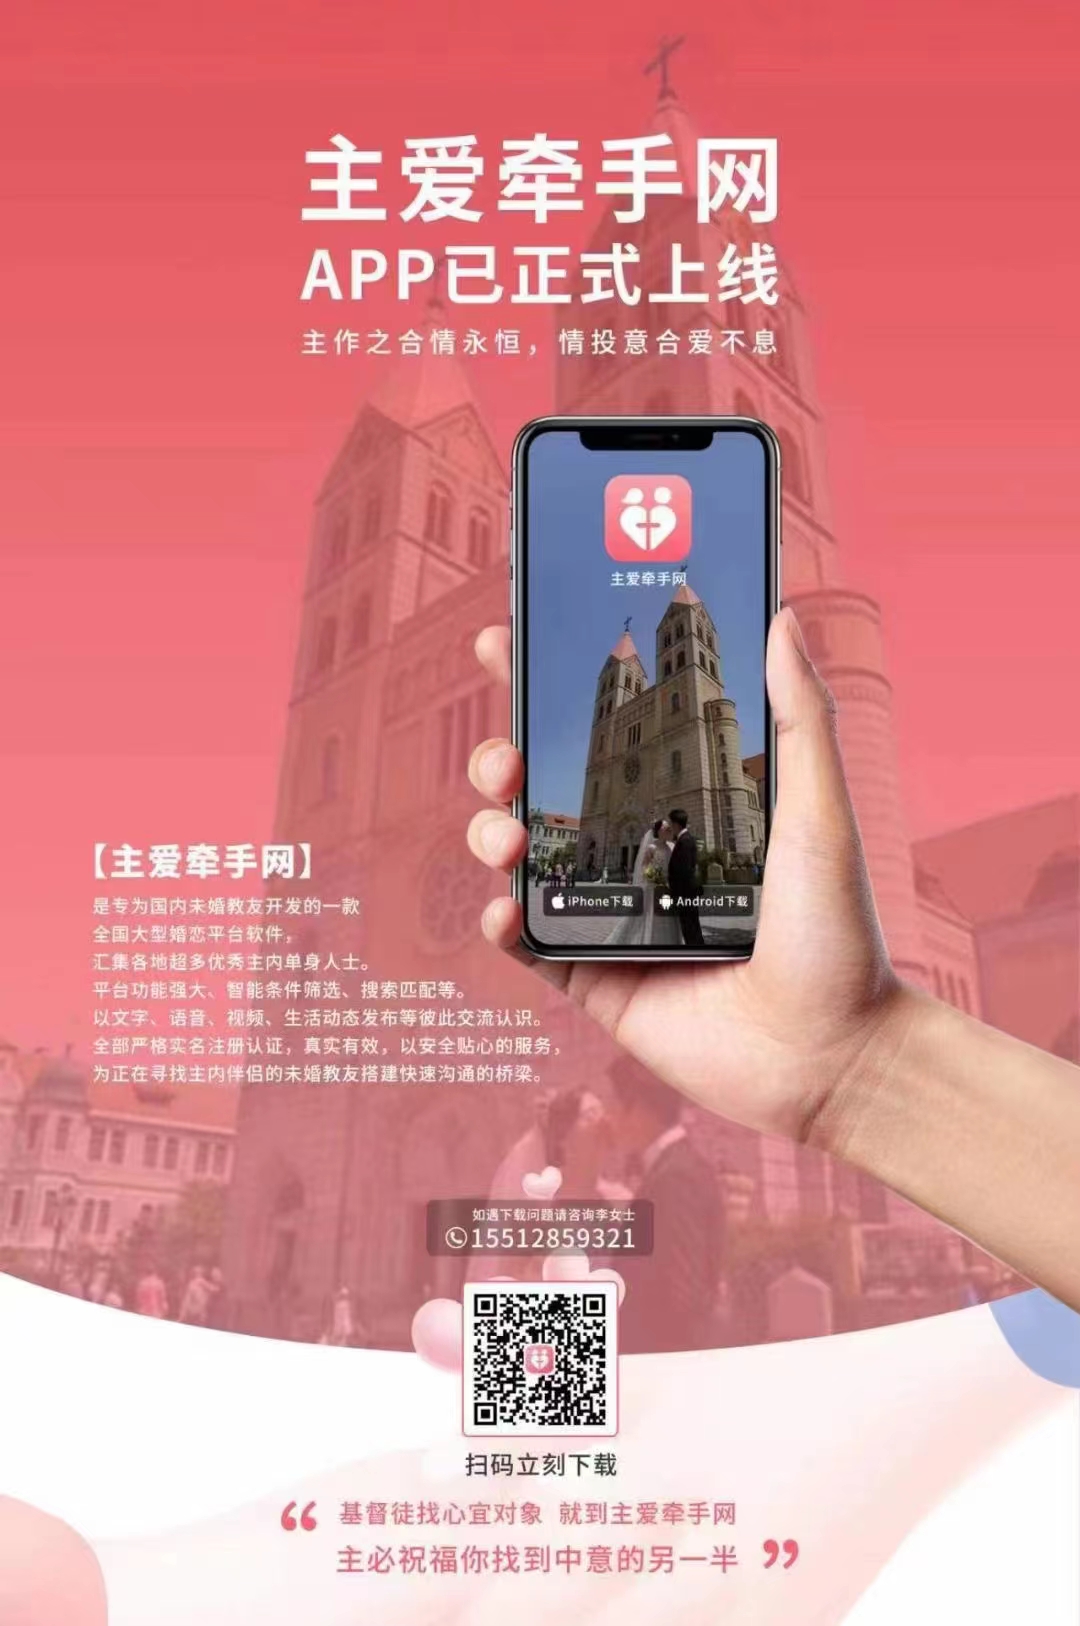 主爱牵手网
APP已正式上线
主作之合情永恒，情投意合爱不息
主爱牵手网
iPhone下载
Android下载
【主爱牵手网】
是专为国内未婚教友开发的一款
全国大型婚恋平台软件，
汇集各地超多优秀主内单身人士。
平台功能强大、智能条件筛选、搜索匹配等。
以文字、语音、视频、生活动态发布等彼此交流认识。
全部严格实名注册认证，真实有效，以安全贴心的服务，
为正在寻找主内伴侣的未婚教友搭建快速沟通的桥梁。
如遇下载问题请咨询李女士
15512859321
扫码立刻下载
“ 基督徒找心宜对象 就到主爱牵手网
主必祝福你找到中意的另一半 ”